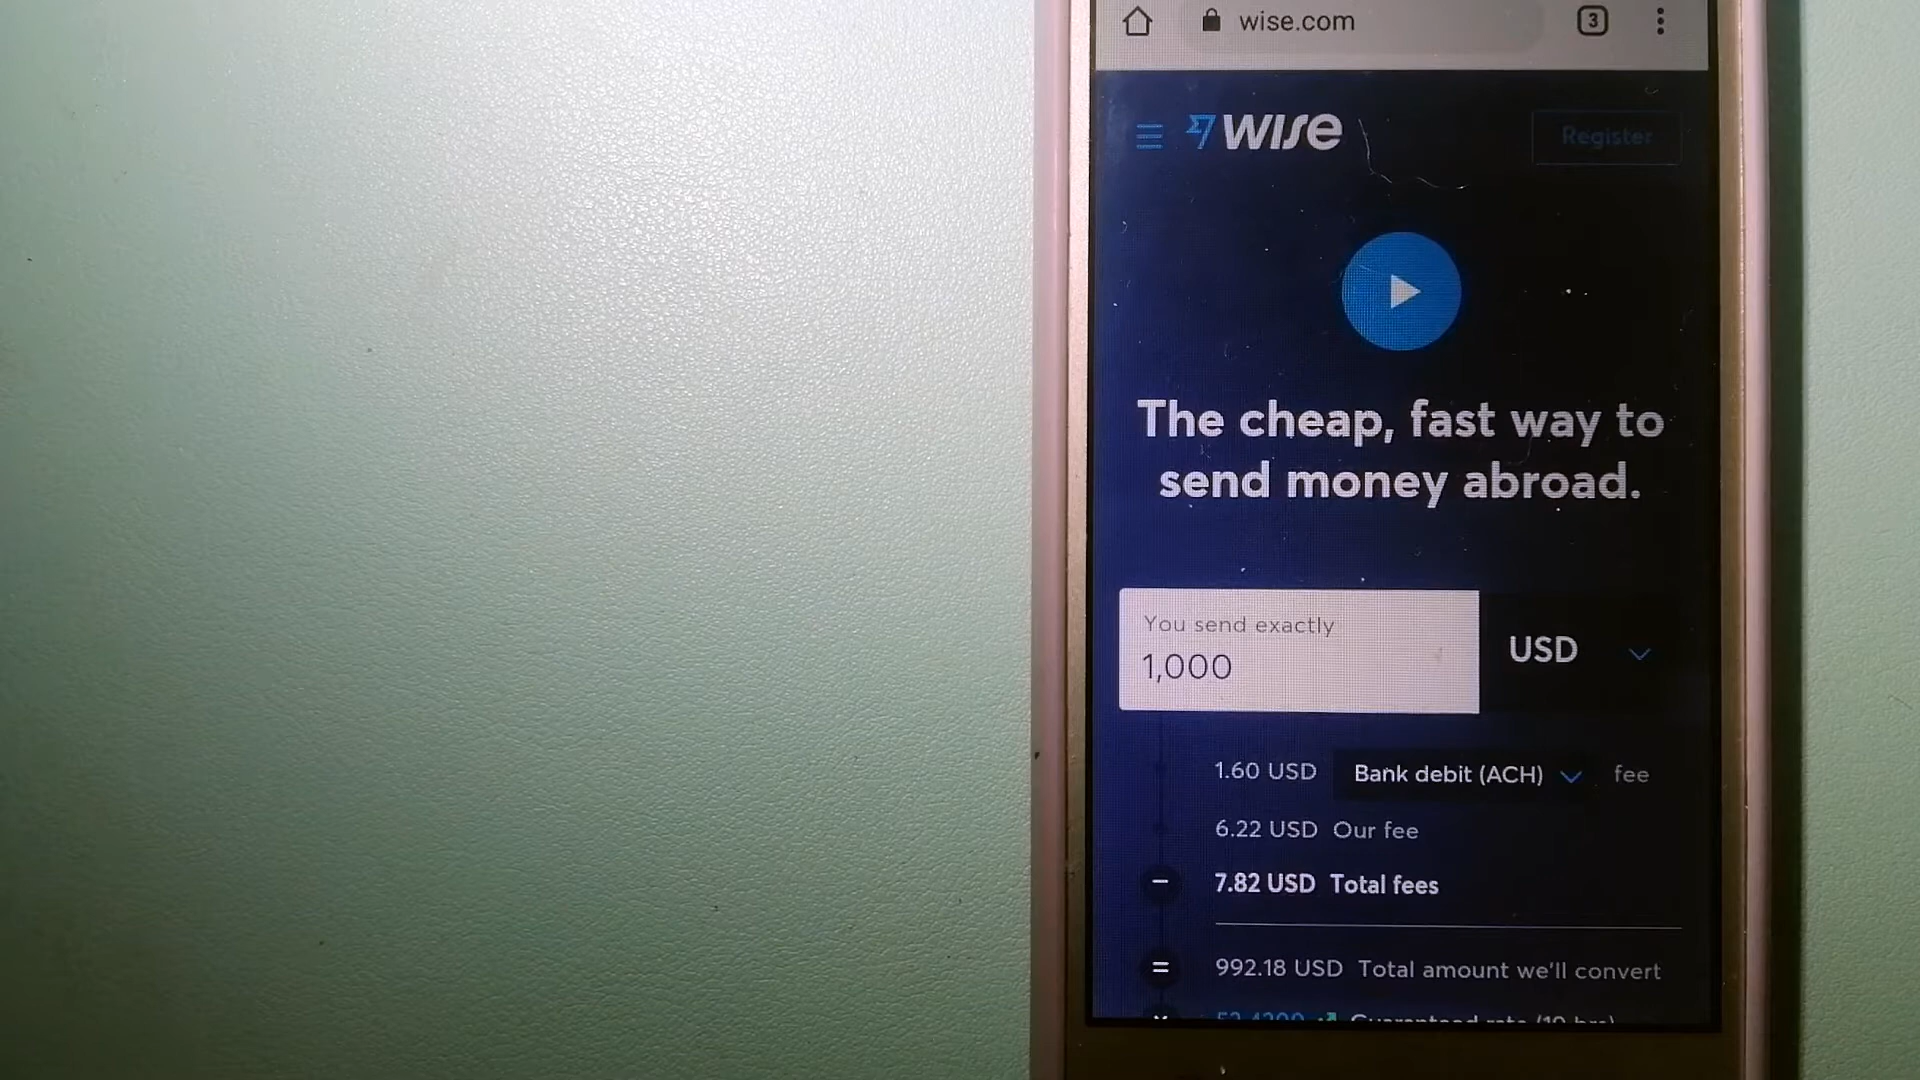 wise.com 3
wise Register
The cheap, fast way to
send money abroad.
You send exactly
1,000
USD
1.60 USD Bank debit (ACH) fee
6.22 USD Our fee
7.82 USD Total fees
992.18 USD Total amount we'll convert
Guaranteed rate